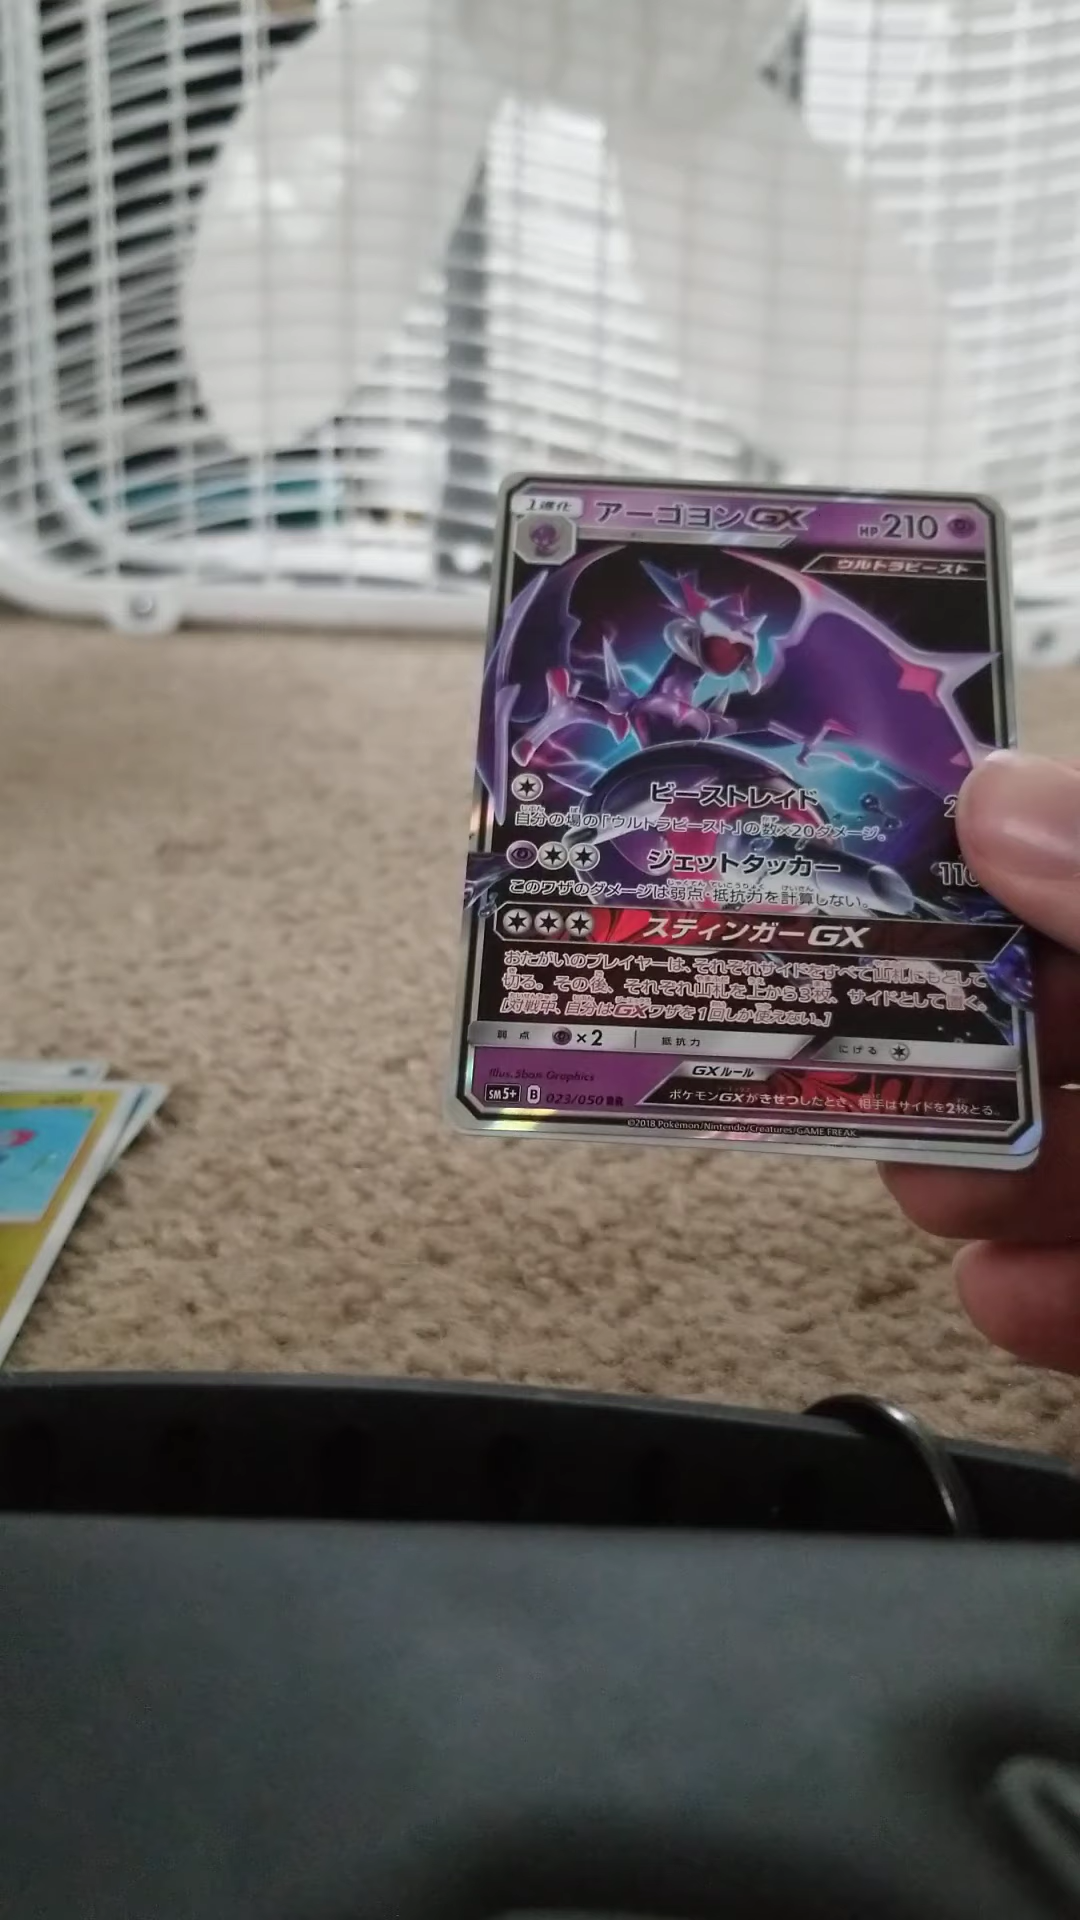 1進化 アーゴヨンGX HP210
ウルトラビースト
ビーストレイド
自分の場の「ウルトラビースト」の数×20ダメージ。
ジェットタッカー 110
このワザのダメージは弱点・抵抗力を計算しない。
スティンガーGX
おたがいのプレイヤーは、それぞれサイドをすべて山札にもどして
切る。その後、それぞれ山札を上から3枚、サイドとして置く。
[対戦中、自分はGXワザを1回しか使えない。]
弱点 ×2 抵抗力 にげる
Illus. 5ban Graphics
GXルール
SM5+ B 023/050 RR
ポケモンGXがきぜつしたとき、相手はサイドを2枚とる。
©2018 Pokémon/Nintendo/Creatures/GAME FREAK